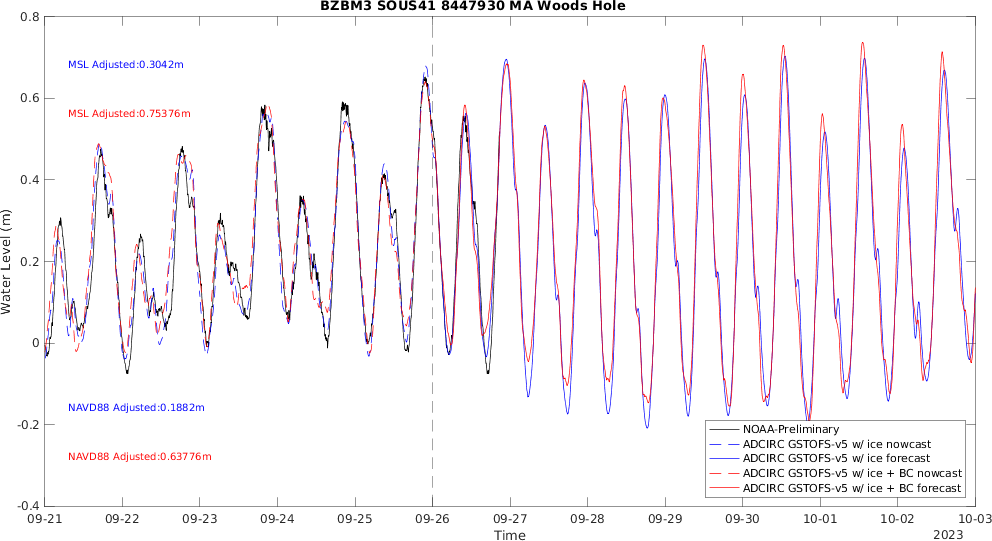 BZBM3 SOUS41 8447930 MA Woods Hole
0.8
0.6
0.4
0.2
0
-0.2
-0.4
Water Level (m)
MSL Adjusted:0.3042m
MSL Adjusted:0.75376m
NAVD88 Adjusted:0.1882m
NAVD88 Adjusted:0.63776m
NOAA-Preliminary
ADCIRC GSTOFS-v5 w/ ice nowcast
ADCIRC GSTOFS-v5 w/ ice forecast
ADCIRC GSTOFS-v5 w/ ice + BC nowcast
ADCIRC GSTOFS-v5 w/ ice + BC forecast
09-21 09-22 09-23 09-24 09-25 09-26 09-27 09-28 09-29 09-30 10-01 10-02 10-03
Time
2023